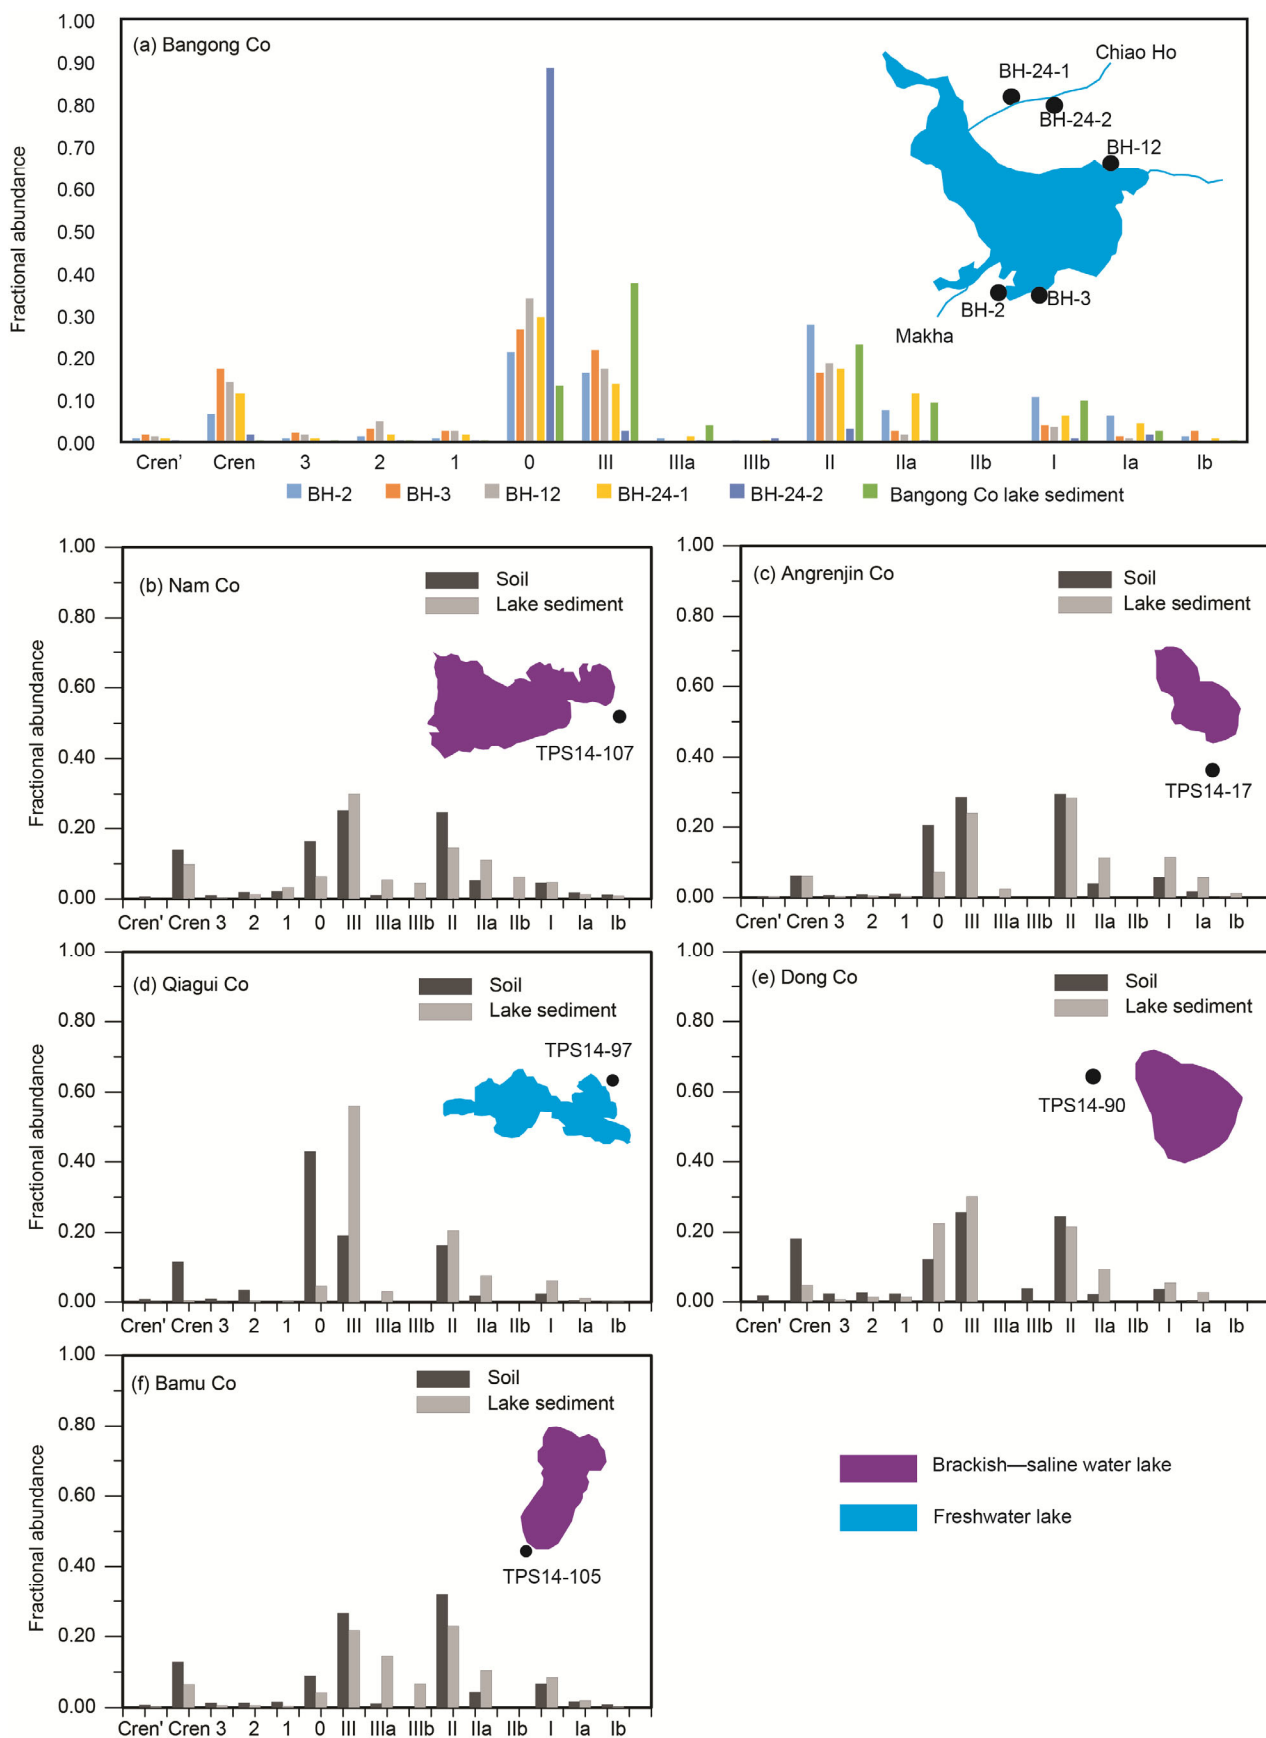 (a) Bangong Co
Fractional abundance
1.00
0.90
0.80
0.70
0.60
0.50
0.40
0.30
0.20
0.10
0.00
Chiao Ho
BH-24-1
BH-24-2
BH-12
BH-2
BH-3
Makha
Cren' Cren 3 2 1 0 III IIIa IIIb II IIa IIb I Ia Ib
BH-2 BH-3 BH-12 BH-24-1 BH-24-2 Bangong Co lake sediment
(b) Nam Co
Fractional abundance
1.00
0.80
0.60
0.40
0.20
0.00
Soil
Lake sediment
TPS14-107
Cren' Cren 3 2 1 0 III IIIa IIIb II IIa IIb I Ia Ib
(c) Angrenjin Co
1.00
0.80
0.60
0.40
0.20
0.00
Soil
Lake sediment
TPS14-17
Cren' Cren 3 2 1 0 III IIIa IIIb II IIa IIb I Ia Ib
(d) Qiagui Co
Fractional abundance
1.00
0.80
0.60
0.40
0.20
0.00
Soil
Lake sediment
TPS14-97
Cren' Cren 3 2 1 0 III IIIa IIIb II IIa IIb I Ia Ib
(e) Dong Co
1.00
0.80
0.60
0.40
0.20
0.00
Soil
Lake sediment
TPS14-90
Cren' Cren 3 2 1 0 III IIIa IIIb II IIa IIb I Ia Ib
(f) Bamu Co
Fractional abundance
1.00
0.80
0.60
0.40
0.20
0.00
Soil
Lake sediment
TPS14-105
Cren' Cren 3 2 1 0 III IIIa IIIb II IIa IIb I Ia Ib
Brackish—saline water lake
Freshwater lake